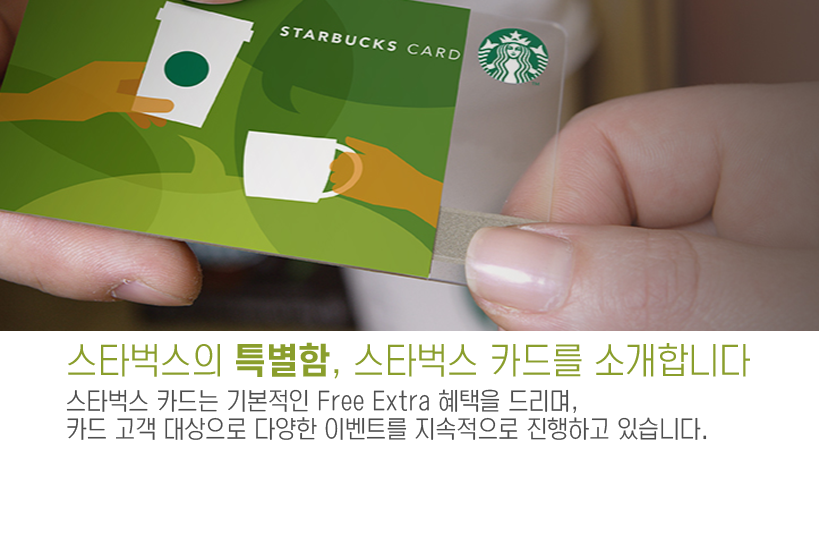 STARBUCKS CARD
스타벅스의 특별함, 스타벅스 카드를 소개합니다
스타벅스 카드는 기본적인 Free Extra 혜택을 드리며,
카드 고객 대상으로 다양한 이벤트를 지속적으로 진행하고 있습니다.